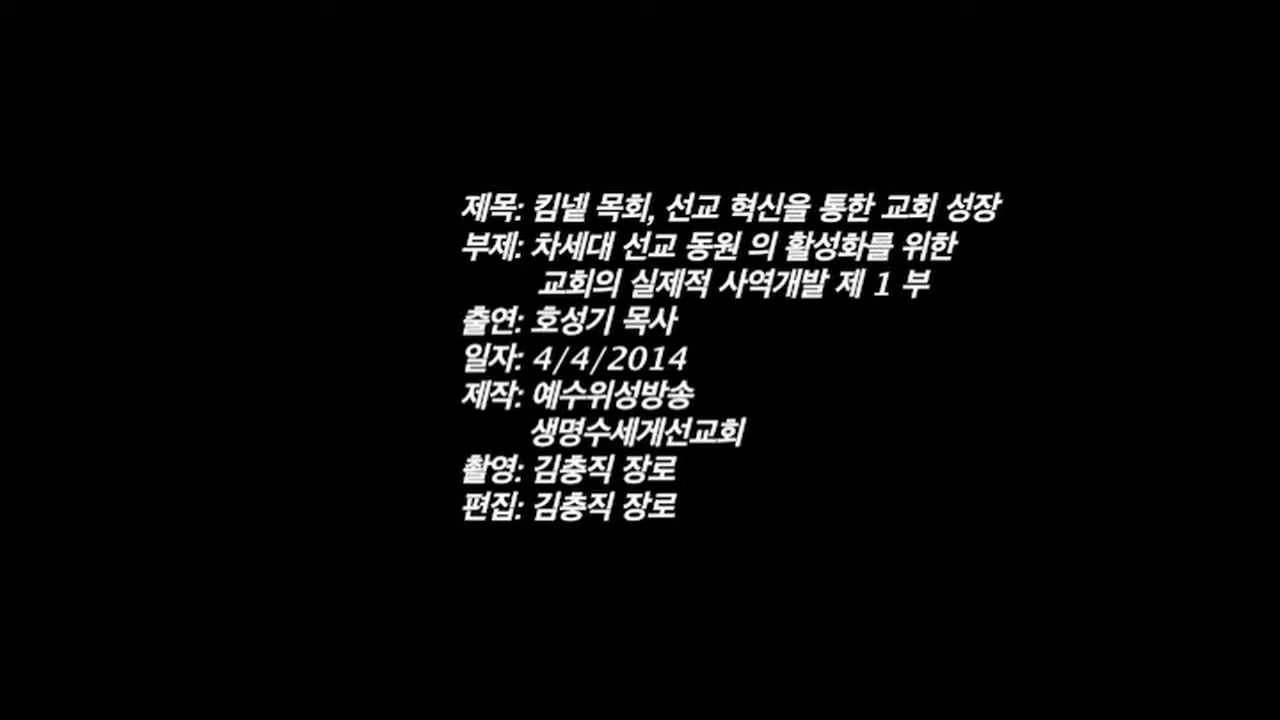 제목: 킴넽 목회, 선교 혁신을 통한 교회 성장
부제: 차세대 선교 동원 의 활성화를 위한
교회의 실제적 사역개발 제 1 부
출연: 호성기 목사
일자: 4/4/2014
제작: 예수위성방송
생명수세계선교회
촬영: 김충직 장로
편집: 김충직 장로